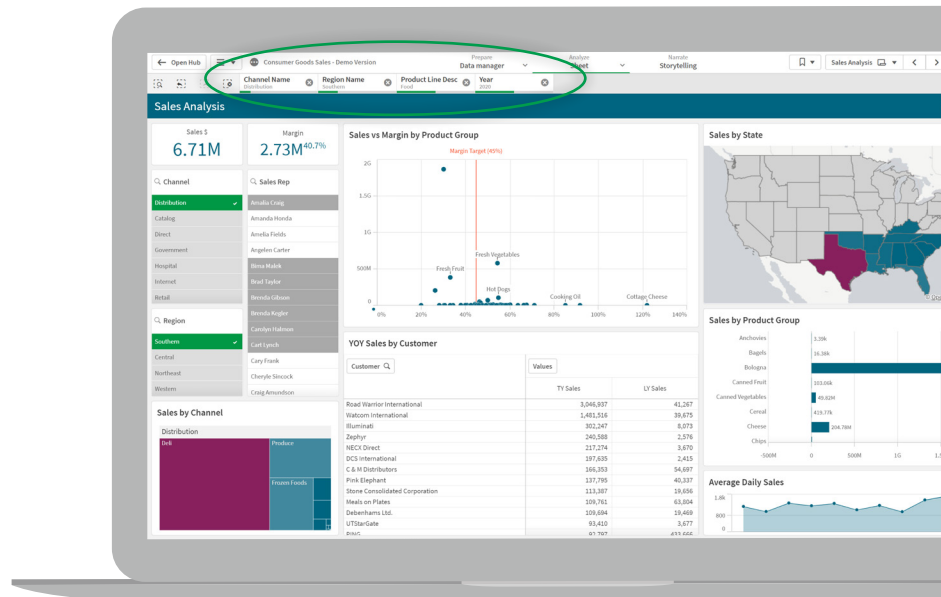 Open Hub
Consumer Goods Sales - Demo Version
Prepare
Data manager
Analyze
Sheet
Narrate
Storytelling
Sales Analysis
Channel Name
Distribution
Region Name
Southern
Product Line Desc
Food
Year
2020
Sales Analysis
Sales $
6.71M
Margin
2.73M 40.7%
Channel
Distribution
Catalog
Direct
Government
Hospital
Internet
Retail
Region
Southern
Central
Northeast
Western
Sales Rep
Amalia Craig
Amanda Honda
Amelia Fields
Angelen Carter
Brad Taylor
Brenda Gibson
Brenda Kegler
Carolyn Halmon
Cart Lynch
Cary Frank
Cheryle Sincock
Craig Amundson
Sales by Channel
Distribution
Deli
Produce
Frozen Foods
Sales vs Margin by Product Group
Margin Target (45%)
2G
1.5G
1G
500M
0
Fresh Vegetables
Fresh Fruit
Hot Dogs
Cooking Oil
Cottage Cheese
0% 20% 40% 60% 80% 100% 120% 140%
YOY Sales by Customer
Customer
Values
TY Sales LY Sales
Road Warrior International 3,046,937 41,267
Watcom International 1,481,516 39,675
Illuminati 302,247 8,073
Zephyr 240,588 2,576
NECX Direct 217,274 3,670
DCS International 197,635 2,415
C & M Distributors 166,353 54,697
Pink Elephant 137,795 40,337
Stone Consolidated Corporation 113,387 19,656
Meals on Plates 109,761 63,804
Debenhams Ltd. 109,694 19,469
UTStarGate 93,410 3,677
PING 92,797 433,666
Sales by State
Sales by Product Group
Anchovies 3.39k
Bagels 16.36k
Bologna
Canned Fruit 103.66k
Canned Vegetables 49.82M
Cereal 419.77k
Cheese 204.78M
Chips
-500M 0 500M 1G
Average Daily Sales
1.8k
800
0